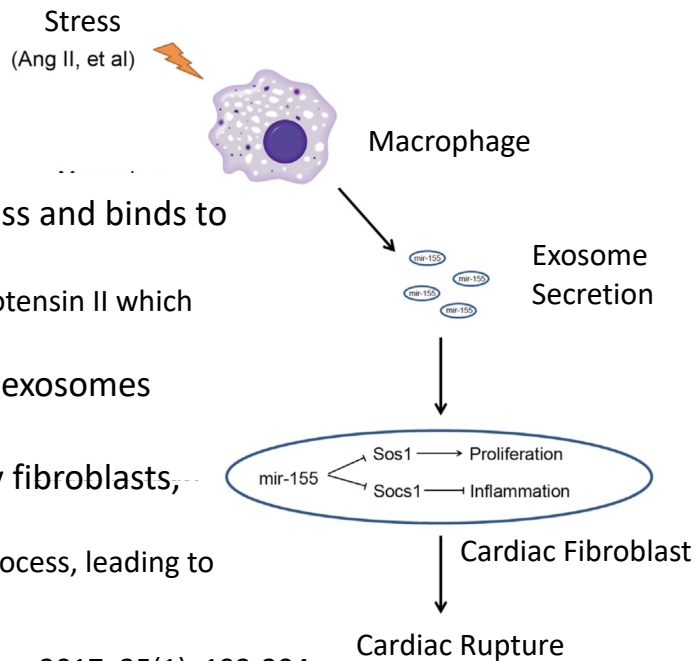 Stress
(Ang II, et al)
Macrophage
ss and binds to
Exosome
Secretion
mir-155
mir-155
mir-155
mir-155
otensin II which
exosomes
Sos1
Proliferation
mir-155
Socs1
Inflammation
fibroblasts,
Cardiac Fibroblast
ocess, leading to
Cardiac Rupture